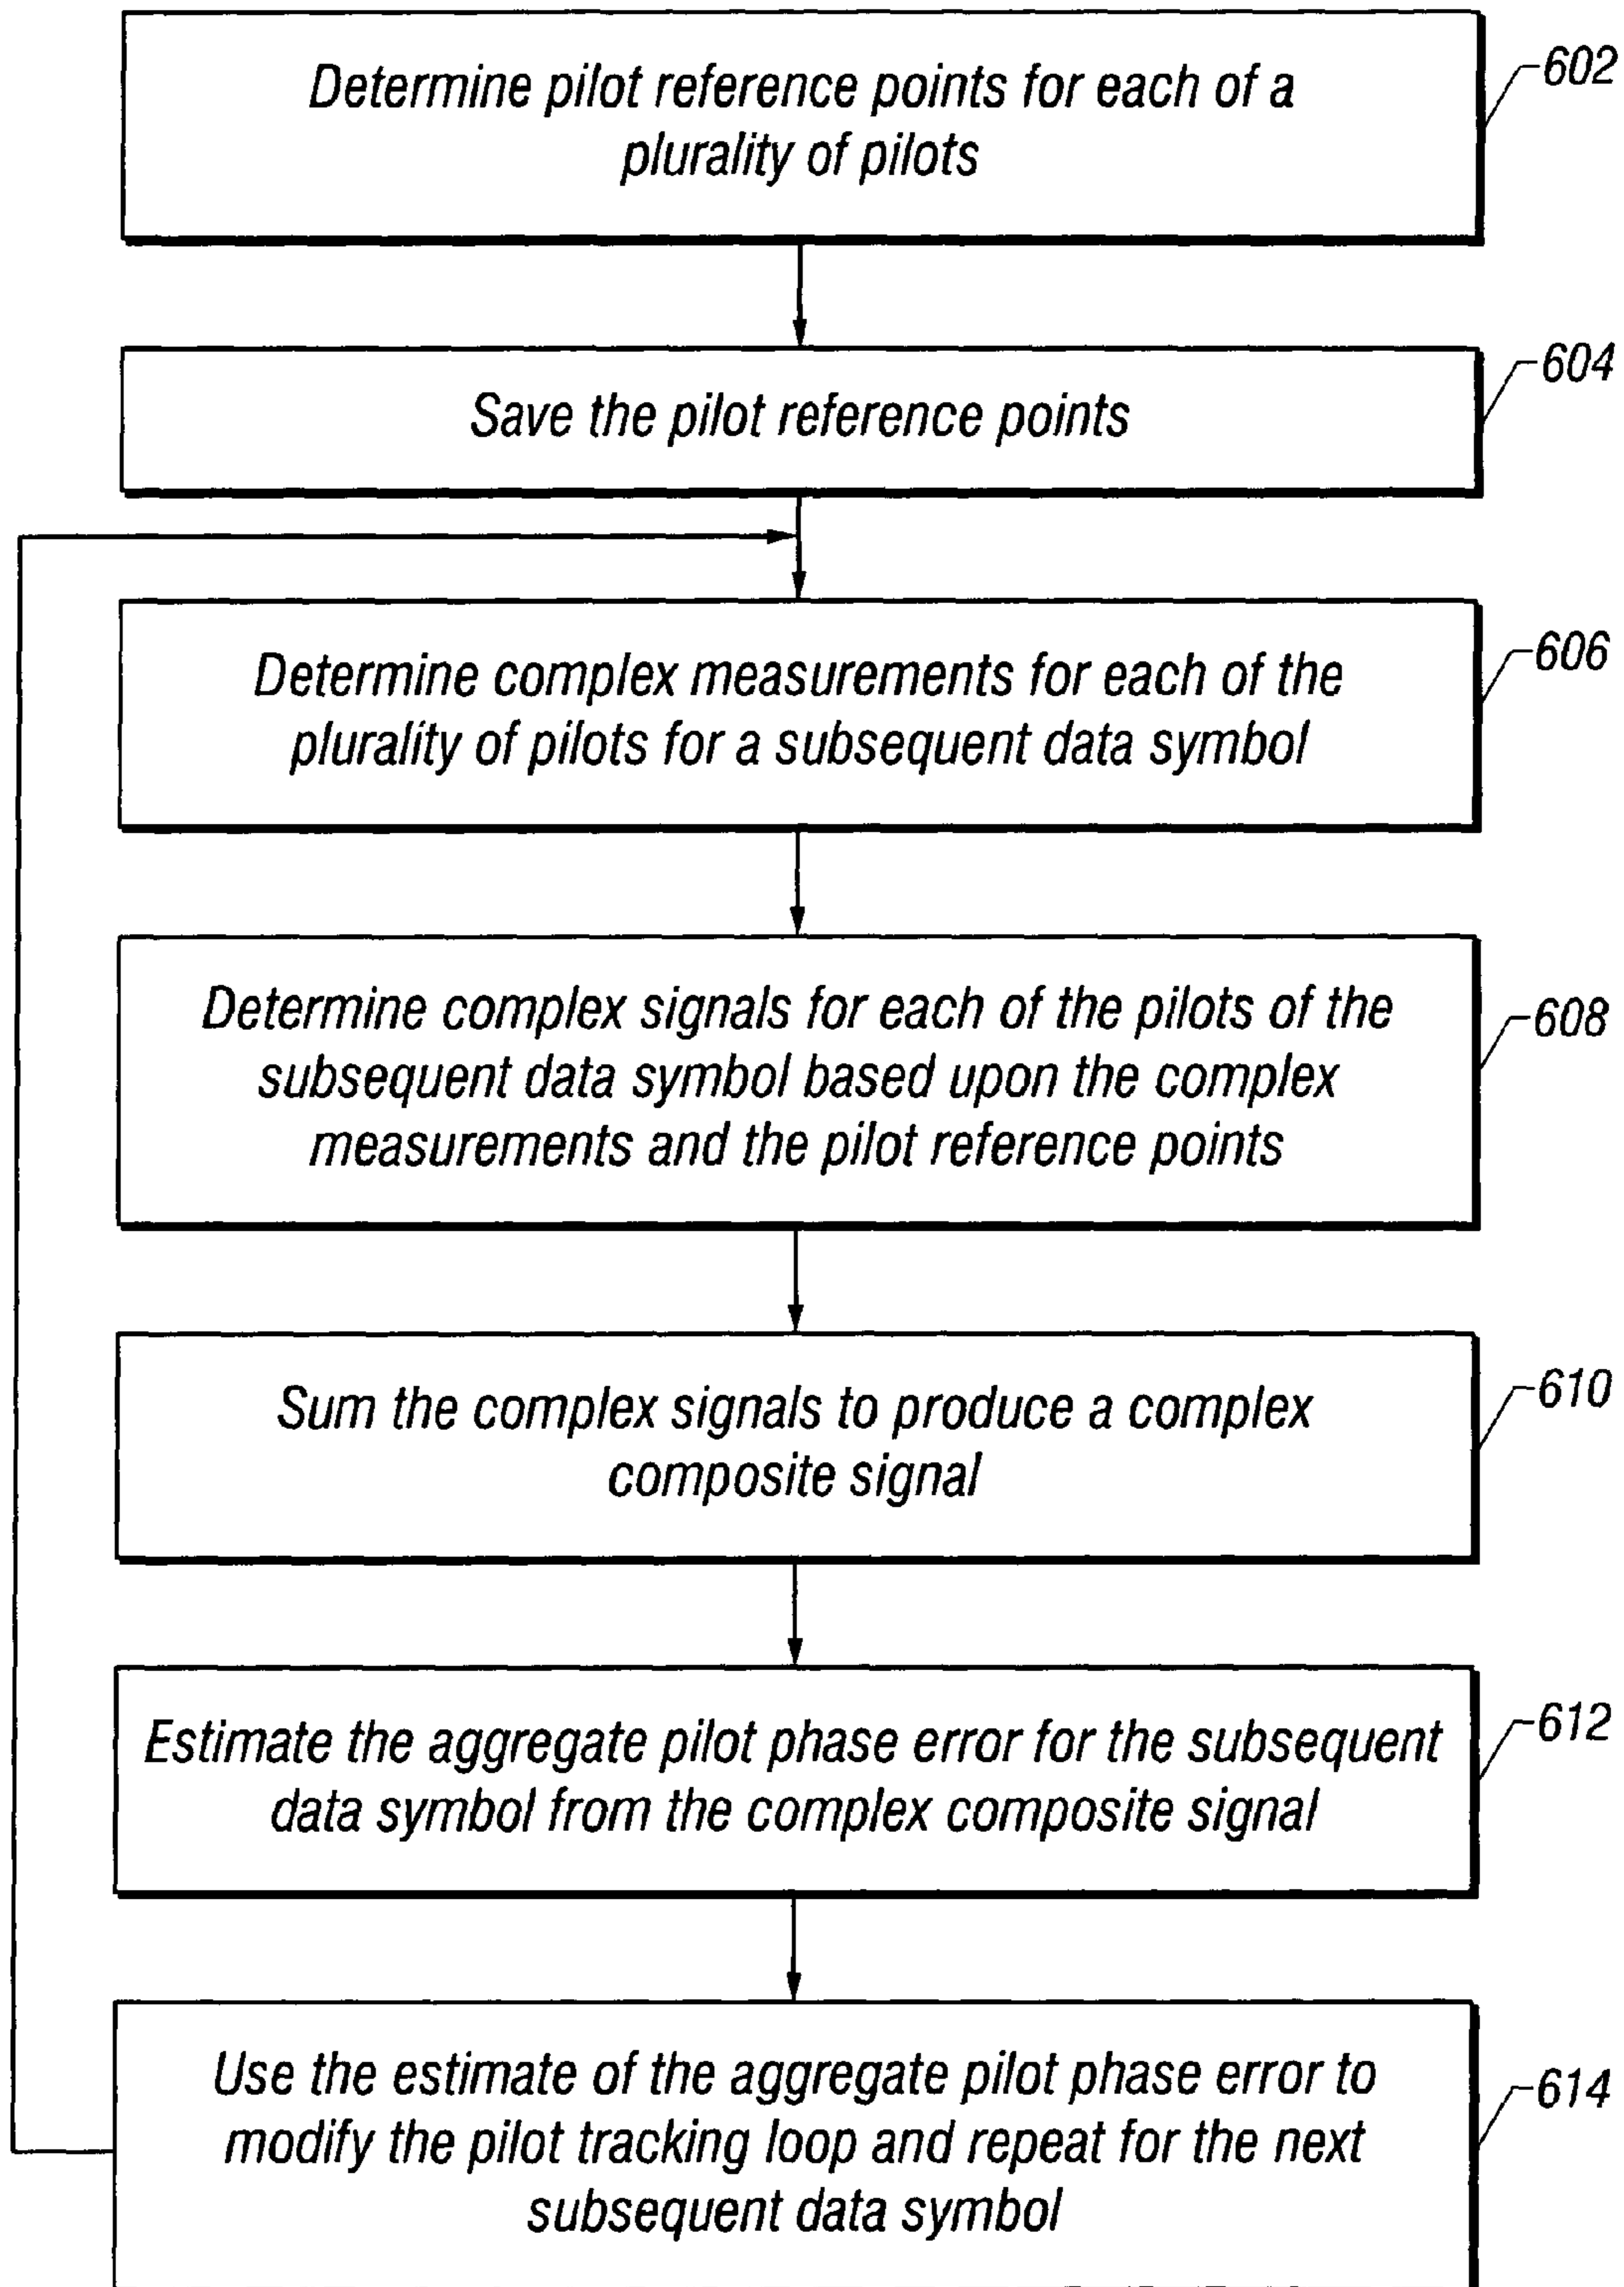 Determine pilot reference points for each of a
plurality of pilots
602
Save the pilot reference points
604
Determine complex measurements for each of the
plurality of pilots for a subsequent data symbol
606
Determine complex signals for each of the pilots of the
subsequent data symbol based upon the complex
measurements and the pilot reference points
608
Sum the complex signals to produce a complex
composite signal
610
Estimate the aggregate pilot phase error for the subsequent
data symbol from the complex composite signal
612
Use the estimate of the aggregate pilot phase error to
modify the pilot tracking loop and repeat for the next
subsequent data symbol
614